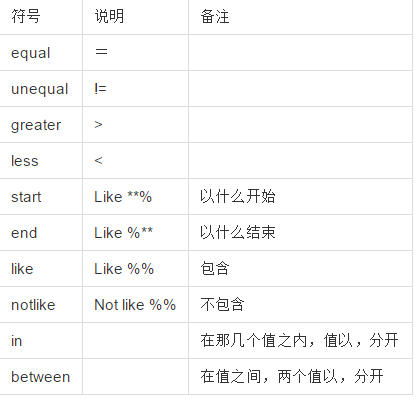 符号 说明 备注
equal =
unequal !=
greater >
less <
start Like **% 以什么开始
end Like %** 以什么结束
like Like %% 包含
notlike Not like %% 不包含
in 在那几个值之内，值以，分开
between 在值之间，两个值以，分开